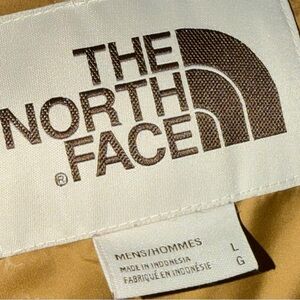 THE
NORTH
FACE
®
MENS/HOMMES L
MADE IN INDONESIA G
FABRIQUÉ EN INDONÉSIE